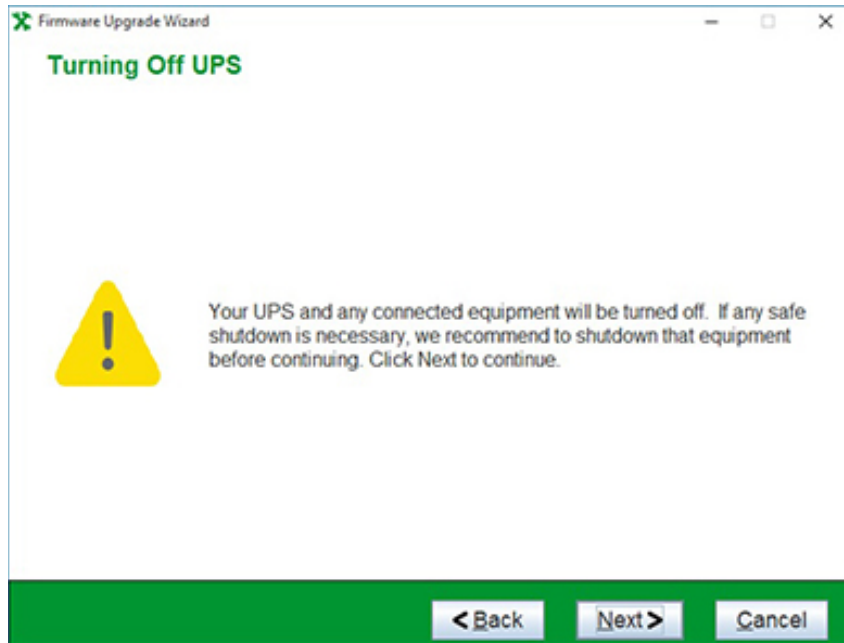 Firmware Upgrade Wizard
Turning Off UPS
Your UPS and any connected equipment will be turned off. If any safe
shutdown is necessary, we recommend to shutdown that equipment
before continuing. Click Next to continue.
< Back
Next >
Cancel